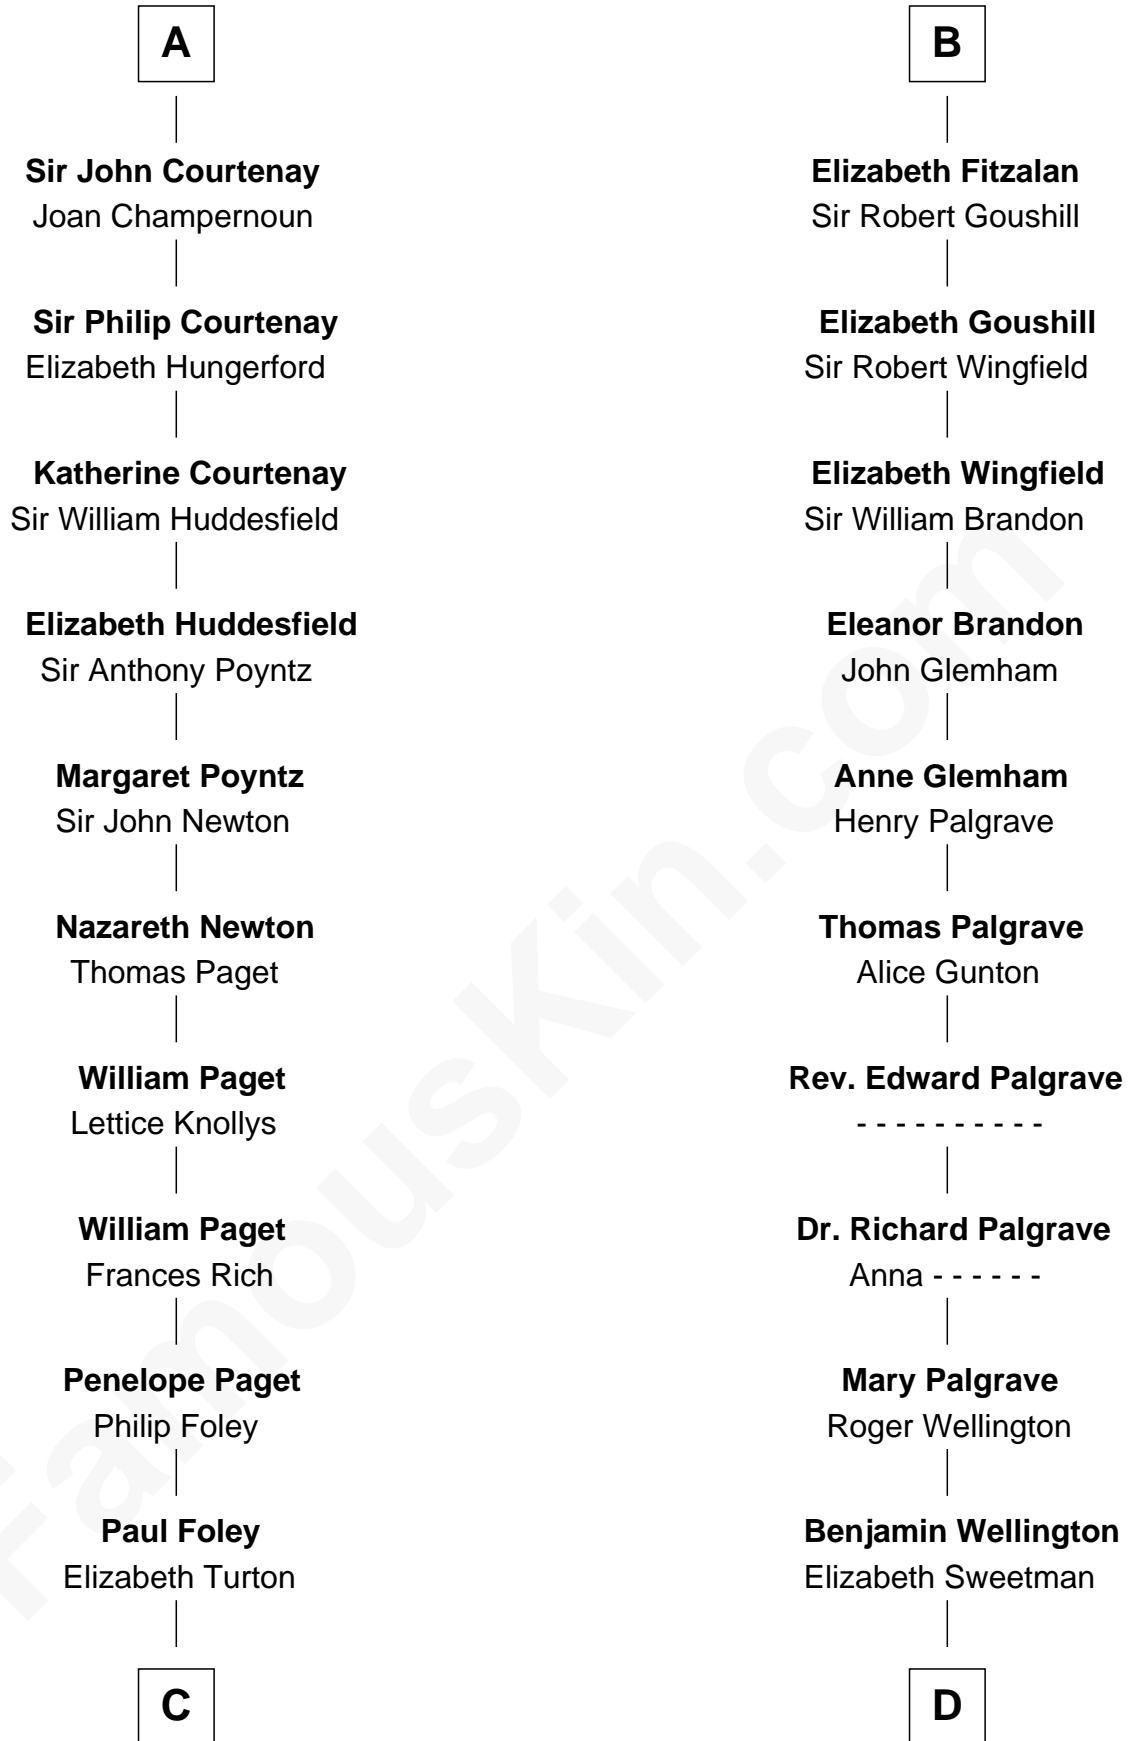 A
Sir John Courtenay
Joan Champernoun
Sir Philip Courtenay
Elizabeth Hungerford
Katherine Courtenay
Sir William Huddesfield
Elizabeth Huddesfield
Sir Anthony Poyntz
Margaret Poyntz
Sir John Newton
Nazareth Newton
Thomas Paget
William Paget
Lettice Knollys
William Paget
Frances Rich
Penelope Paget
Philip Foley
Paul Foley
Elizabeth Turton
C
B
Elizabeth Fitzalan
Sir Robert Goushill
Elizabeth Goushill
Sir Robert Wingfield
Elizabeth Wingfield
Sir William Brandon
Eleanor Brandon
John Glemham
Anne Glemham
Henry Palgrave
Thomas Palgrave
Alice Gunton
Rev. Edward Palgrave
- - - - - - - - - -
Dr. Richard Palgrave
Anna - - - - - -
Mary Palgrave
Roger Wellington
Benjamin Wellington
Elizabeth Sweetman
D
FamousKin.com